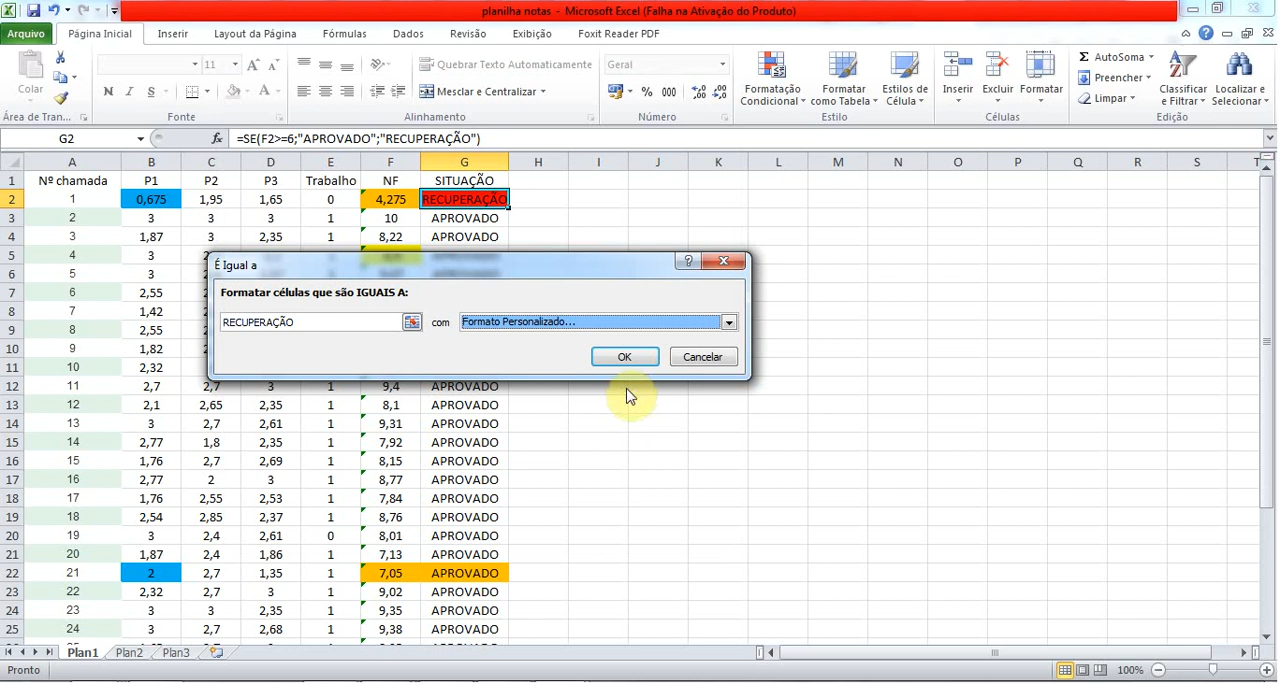 planilha notas - Microsoft Excel (Falha na Ativação do Produto)
Arquivo Página Inicial Inserir Layout da Página Fórmulas Dados Revisão Exibição Foxit Reader PDF
Colar 11 A A Quebrar Texto Automaticamente Geral Formatação Condicional Formatar como Tabela Estilos de Célula Inserir Excluir Formatar Σ AutoSoma Preencher Limpar Classificar e Filtrar Localizar e Selecionar
N I S A Mesclar e Centralizar % 000
Área de Tran... Fonte Alinhamento Número Estilo Células Edição
G2 fx =SE(F2>=6;"APROVADO";"RECUPERAÇÃO")
A B C D E F G H I J K L M N O P Q R S T
1 Nº chamada P1 P2 P3 Trabalho NF SITUAÇÃO
2 1 0,675 1,95 1,65 0 4,275 RECUPERAÇÃO
3 2 3 3 3 1 10 APROVADO
4 3 1,87 3 2,35 1 8,22 APROVADO
5 4 3
6 5 3
7 6 2,55
8 7 1,42
9 8 2,55
10 9 1,82
11 10 2,32
É Igual a
Formatar células que são IGUAIS A:
RECUPERAÇÃO com Formato Personalizado...
OK Cancelar
12 11 2,7 2,7 3 1 9,4 APROVADO
13 12 2,1 2,65 2,35 1 8,1 APROVADO
14 13 3 2,7 2,61 1 9,31 APROVADO
15 14 2,77 1,8 2,35 1 7,92 APROVADO
16 15 1,76 2,7 2,69 1 8,15 APROVADO
17 16 2,77 2 3 1 8,77 APROVADO
18 17 1,76 2,55 2,53 1 7,84 APROVADO
19 18 2,54 2,85 2,37 1 8,76 APROVADO
20 19 3 2,4 2,61 0 8,01 APROVADO
21 20 1,87 2,4 1,86 1 7,13 APROVADO
22 21 2 2,7 1,35 1 7,05 APROVADO
23 22 2,32 2,7 3 1 9,02 APROVADO
24 23 3 3 2,35 1 9,35 APROVADO
25 24 3 2,7 2,68 1 9,38 APROVADO
Plan1 Plan2 Plan3
Pronto 100%